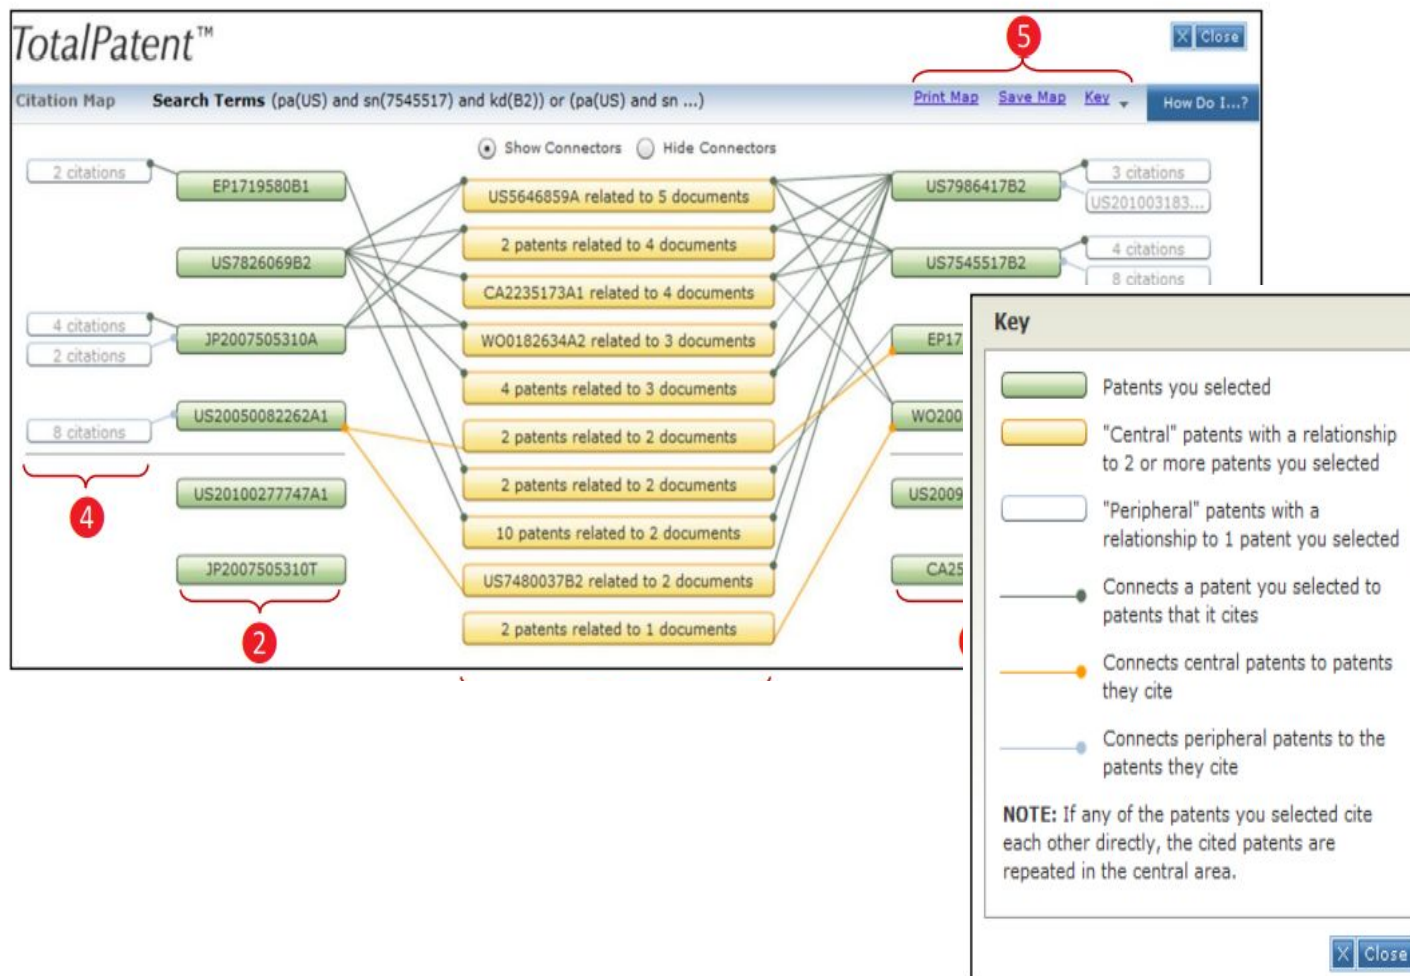 TotalPatent™
X Close
5
Citation Map Search Terms (pa(US) and sn(7545517) and kd(B2)) or (pa(US) and sn ...) Print Map Save Map Key How Do I...?
Show Connectors Hide Connectors
2 citations
EP1719580B1
US7826069B2
4 citations
JP2007505310A
2 citations
US20050082262A1
8 citations
4
US20100277747A1
JP2007505310T
2
US5646859A related to 5 documents
2 patents related to 4 documents
CA2235173A1 related to 4 documents
WO0182634A2 related to 3 documents
4 patents related to 3 documents
2 patents related to 2 documents
2 patents related to 2 documents
10 patents related to 2 documents
US7480037B2 related to 2 documents
2 patents related to 1 documents
US7986417B2
3 citations
US201003183...
US7545517B2
4 citations
8 citations
EP17
WO200
US2009
CA25
Key
Patents you selected
"Central" patents with a relationship
to 2 or more patents you selected
"Peripheral" patents with a
relationship to 1 patent you selected
Connects a patent you selected to
patents that it cites
Connects central patents to patents
they cite
Connects peripheral patents to the
patents they cite
NOTE: If any of the patents you selected cite
each other directly, the cited patents are
repeated in the central area.
X Close